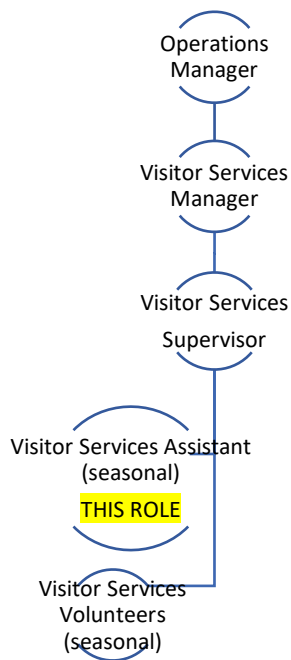 Operations
Manager
Visitor Services
Manager
Visitor Services
Supervisor
Visitor Services Assistant
(seasonal)
THIS ROLE
Visitor Services
Volunteers
(seasonal)